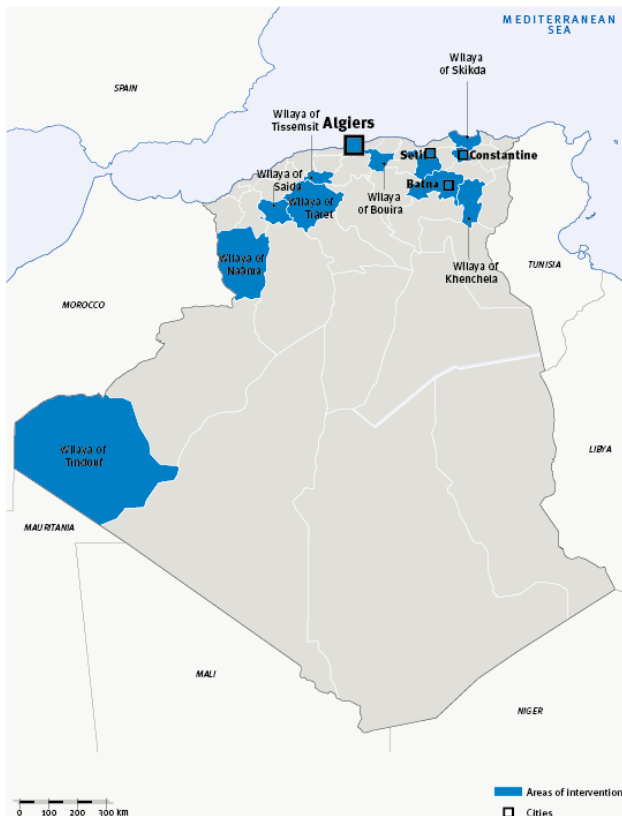 MEDITERRANEAN
SEA
Wilaya
of Skikda
SPAIN
Wilaya of
Tissemsit
Algiers
Setif
Constantine
Wilaya of
Saida
Batna
Wilaya of
Tiaret
Wilaya
of Bouira
Wilaya of
Naâma
Wilaya of
Khenchela
TUNISIA
MOROCCO
Wilaya of
Tindouf
LIBYA
MAURITANIA
MALI
NIGER
Areas of intervention
0 100 200 300 km
Cities